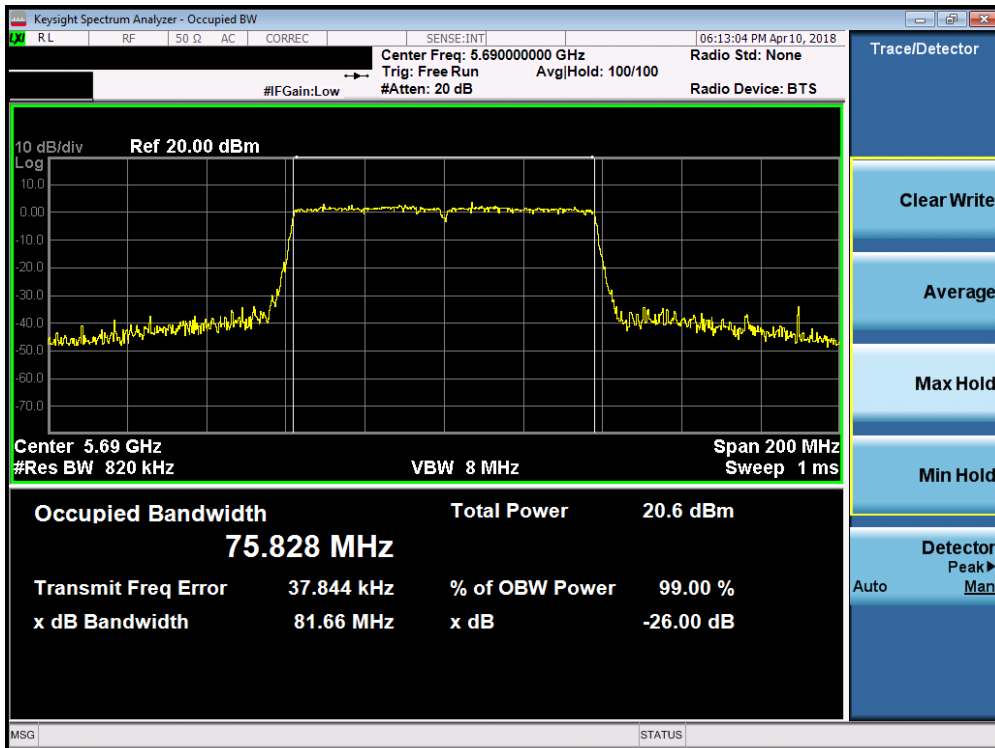 Keysight Spectrum Analyzer - Occupied BW
LXI RL RF 50 Ω AC CORREC SENSE:INT 06:13:04 PM Apr 10, 2018
Center Freq: 5.690000000 GHz Radio Std: None
Trig: Free Run Avg|Hold: 100/100
#IFGain:Low #Atten: 20 dB Radio Device: BTS
Trace/Detector
10 dB/div Ref 20.00 dBm
Log
10.0
0.00
-10.0
-20.0
-30.0
-40.0
-50.0
-60.0
-70.0
Center 5.69 GHz Span 200 MHz
#Res BW 820 kHz VBW 8 MHz Sweep 1 ms
Occupied Bandwidth Total Power 20.6 dBm
75.828 MHz
Transmit Freq Error 37.844 kHz % of OBW Power 99.00 %
x dB Bandwidth 81.66 MHz x dB -26.00 dB
Clear Write
Average
Max Hold
Min Hold
Detector
Peak▶
Auto Man
MSG STATUS